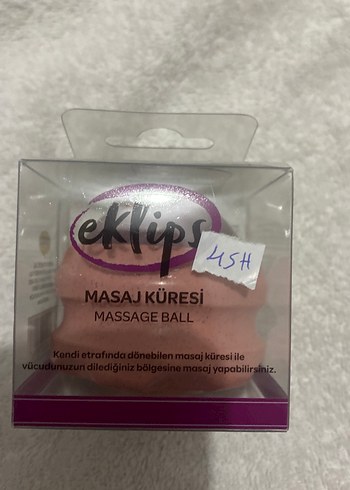 eklips
45H
MASAJ KÜRESİ
MASSAGE BALL
Kendi etrafında dönebilen masaj küresi ile
vücudunuzun dilediğiniz bölgesine masaj yapabilirsiniz.